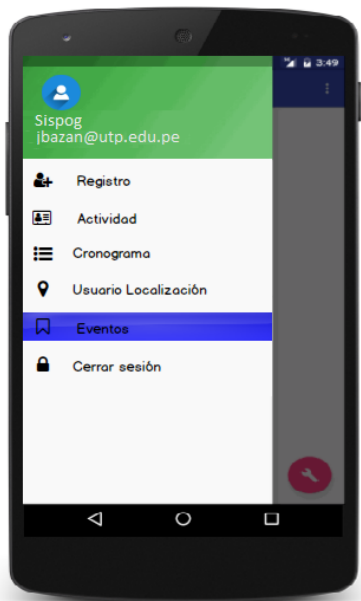 3:49
Sispog
jbazan@utp.edu.pe
Registro
Actividad
Cronograma
Usuario Localización
Eventos
Cerrar sesión